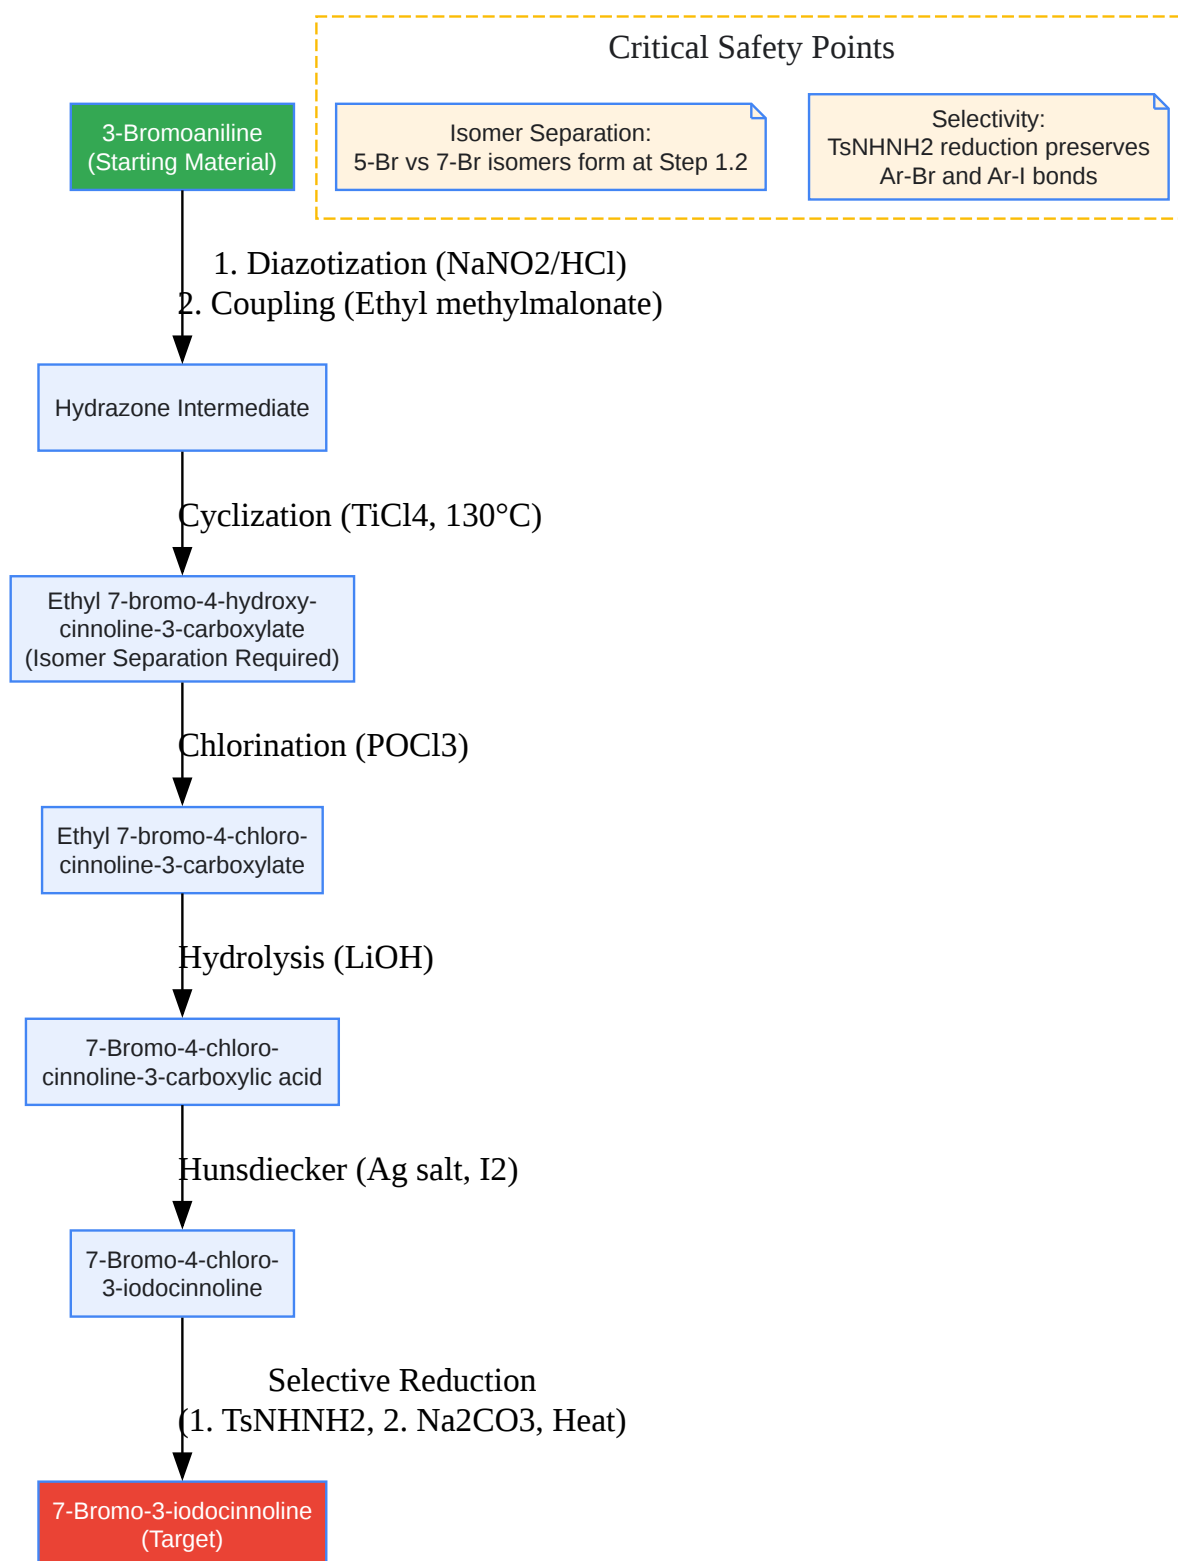 Critical Safety Points
3-Bromoaniline
(Starting Material)
Isomer Separation:
5-Br vs 7-Br isomers form at Step 1.2
Selectivity:
TsNHNH2 reduction preserves
Ar-Br and Ar-I bonds
1. Diazotization (NaNO2/HCl)
2. Coupling (Ethyl methylmalonate)
Hydrazone Intermediate
Cyclization (TiCl4, 130°C)
Ethyl 7-bromo-4-hydroxy-
cinnoline-3-carboxylate
(Isomer Separation Required)
Chlorination (POCl3)
Ethyl 7-bromo-4-chloro-
cinnoline-3-carboxylate
Hydrolysis (LiOH)
7-Bromo-4-chloro-
cinnoline-3-carboxylic acid
Hunsdiecker (Ag salt, I2)
7-Bromo-4-chloro-
3-iodocinnoline
Selective Reduction
(1. TsNHNH2, 2. Na2CO3, Heat)
7-Bromo-3-iodocinnoline
(Target)